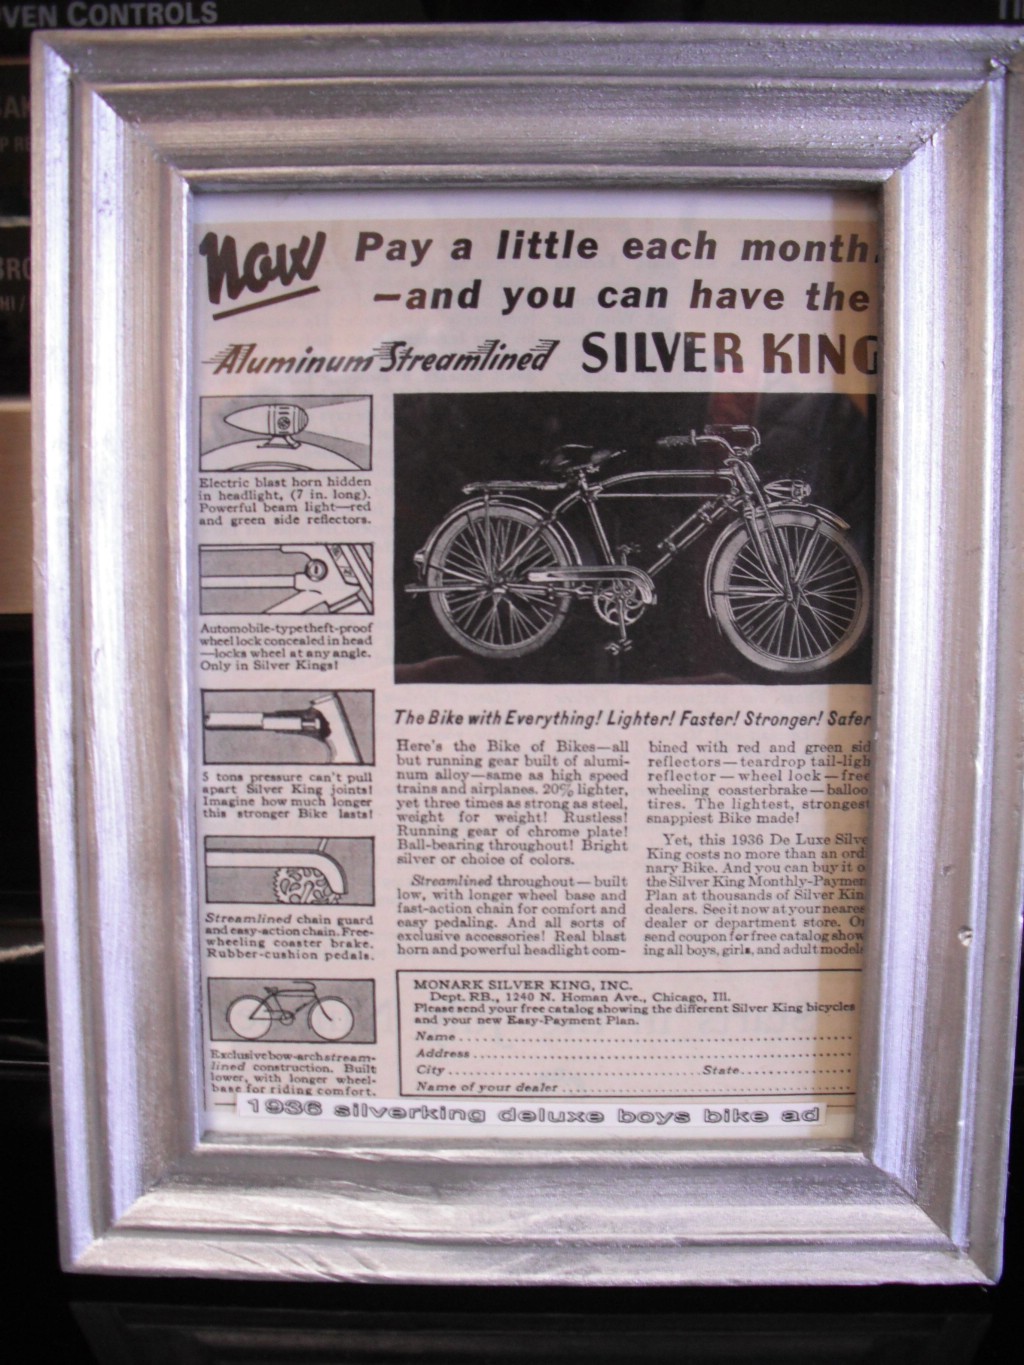 OVEN CONTROLS
Now Pay a little each month
—and you can have the
Aluminum Streamlined SILVER KING
Electric blast horn hidden
in headlight, (7 in. long).
Powerful beam light—red
and green side reflectors.
Automobile-type theft-proof
wheel lock concealed in head
—locks wheel at any angle.
Only in Silver Kings!
5 tons pressure can't pull
apart Silver King joints!
Imagine how much longer
this stronger Bike lasts!
Streamlined chain guard
and easy-action chain. Free-
wheeling coaster brake.
Rubber-cushion pedals.
Exclusive bow-arch stream-
lined construction. Built
lower, with longer wheel-
base for riding comfort.
The Bike with Everything! Lighter! Faster! Stronger! Safer
Here's the Bike of Bikes—all
but running gear built of alumi-
num alloy—same as high speed
trains and airplanes. 20% lighter,
yet three times as strong as steel,
weight for weight! Rustless!
Running gear of chrome plate!
Ball-bearing throughout! Bright
silver or choice of colors.
Streamlined throughout—built
low, with longer wheel base and
fast-action chain for comfort and
easy pedaling. And all sorts of
exclusive accessories! Real blast
horn and powerful headlight com-
bined with red and green sid
reflectors—teardrop tail-ligh
reflector—wheel lock—free
wheeling coasterbrake—balloo
tires. The lightest, strongest
snappiest Bike made!
Yet, this 1936 De Luxe Silve
King costs no more than an ord
nary Bike. And you can buy it o
the Silver King Monthly-Paymen
Plan at thousands of Silver Kin
dealers. See it now at your neares
dealer or department store. Or
send coupon for free catalog show
ing all boys, girls, and adult models
MONARK SILVER KING, INC.
Dept. RB., 1240 N. Homan Ave., Chicago, Ill.
Please send your free catalog showing the different Silver King bicycles
and your new Easy-Payment Plan.
Name
Address
City State
Name of your dealer
1936 silverking deluxe boys bike ad